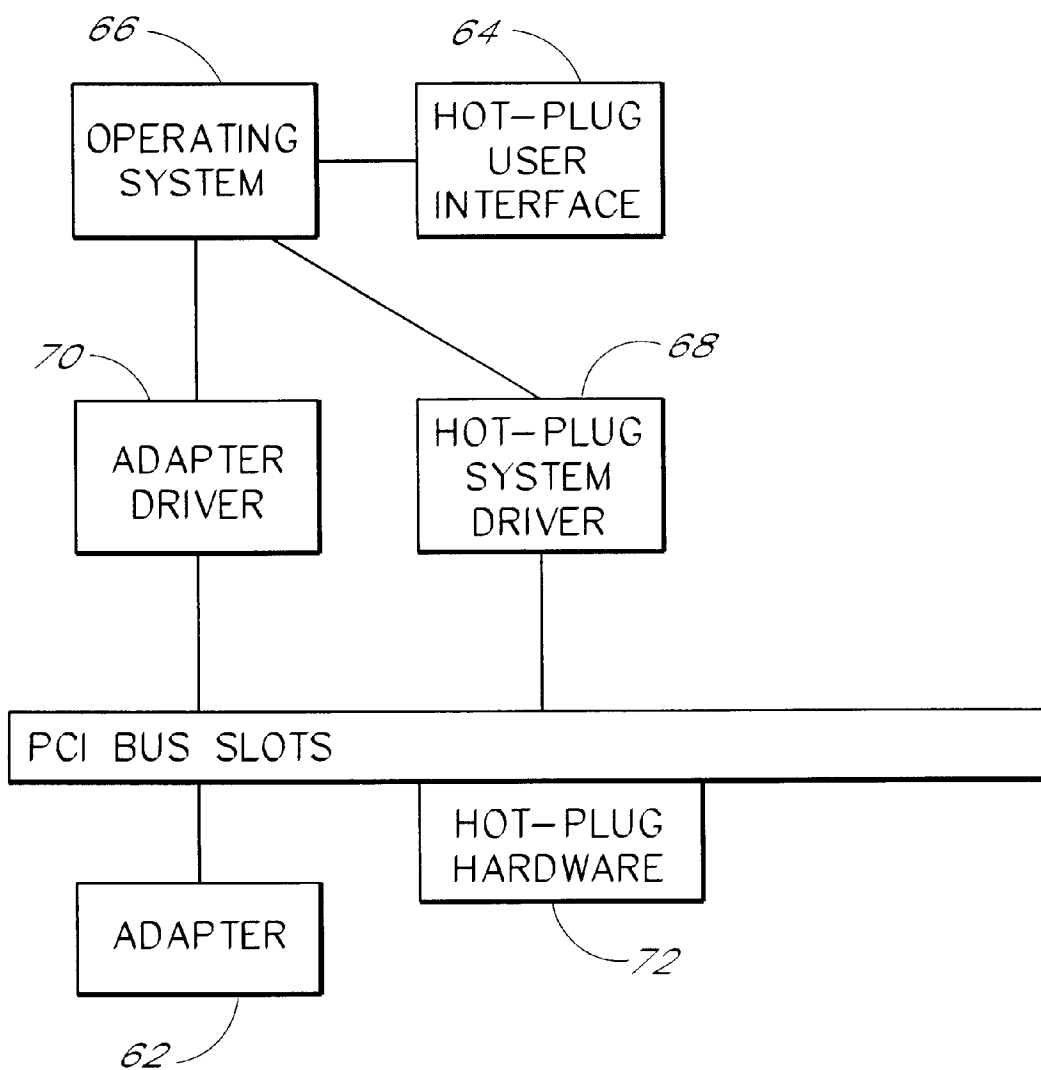 66
64
OPERATING
SYSTEM
HOT-PLUG
USER
INTERFACE
70
68
ADAPTER
DRIVER
HOT-PLUG
SYSTEM
DRIVER
PCI BUS SLOTS
HOT-PLUG
HARDWARE
ADAPTER
72
62